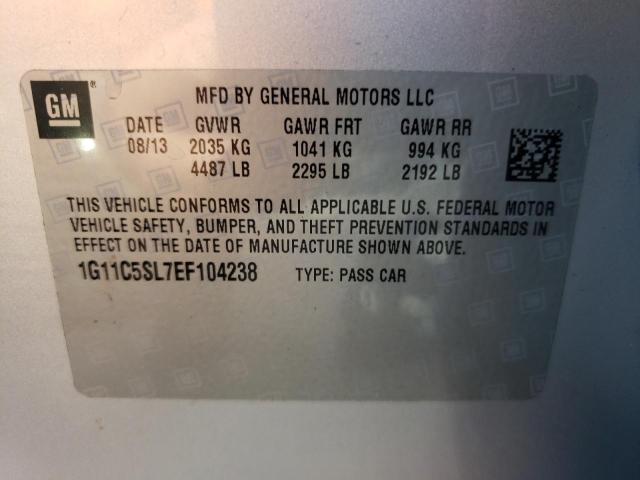 GM®
MFD BY GENERAL MOTORS LLC
DATE GVWR GAWR FRT GAWR RR
08/13 2035 KG 1041 KG 994 KG
4487 LB 2295 LB 2192 LB
THIS VEHICLE CONFORMS TO ALL APPLICABLE U.S. FEDERAL MOTOR
VEHICLE SAFETY, BUMPER, AND THEFT PREVENTION STANDARDS IN
EFFECT ON THE DATE OF MANUFACTURE SHOWN ABOVE.
1G11C5SL7EF104238 TYPE: PASS CAR